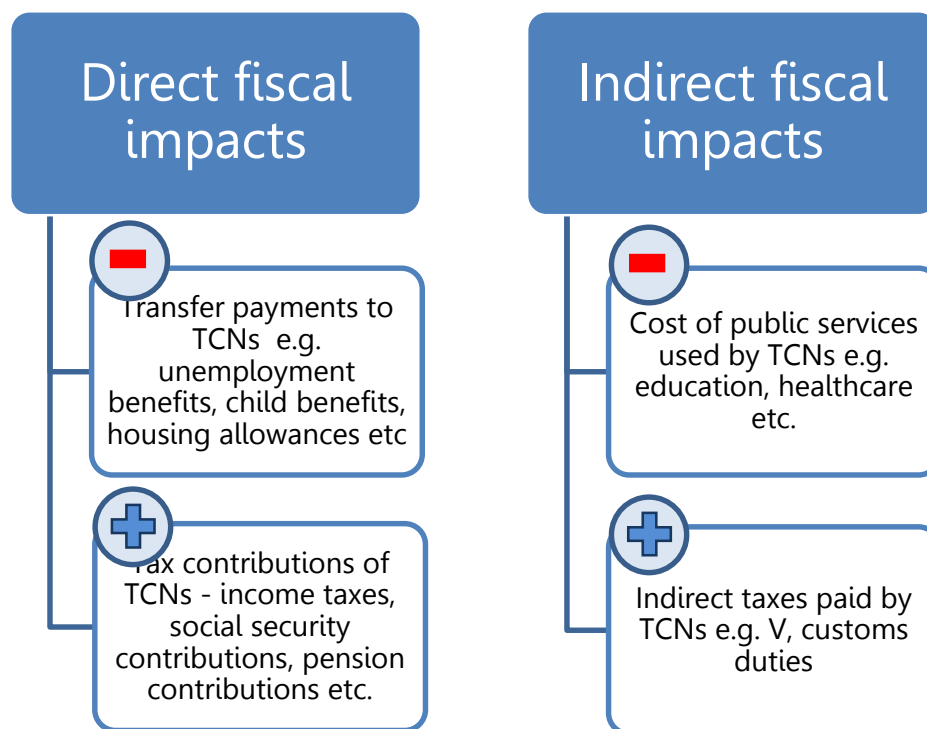 Direct fiscal
impacts
Transfer payments to
TCNs e.g.
unemployment
benefits, child benefits,
housing allowances etc
Tax contributions of
TCNs - income taxes,
social security
contributions, pension
contributions etc.
Indirect fiscal
impacts
Cost of public services
used by TCNs e.g.
education, healthcare
etc.
Indirect taxes paid by
TCNs e.g. V, customs
duties